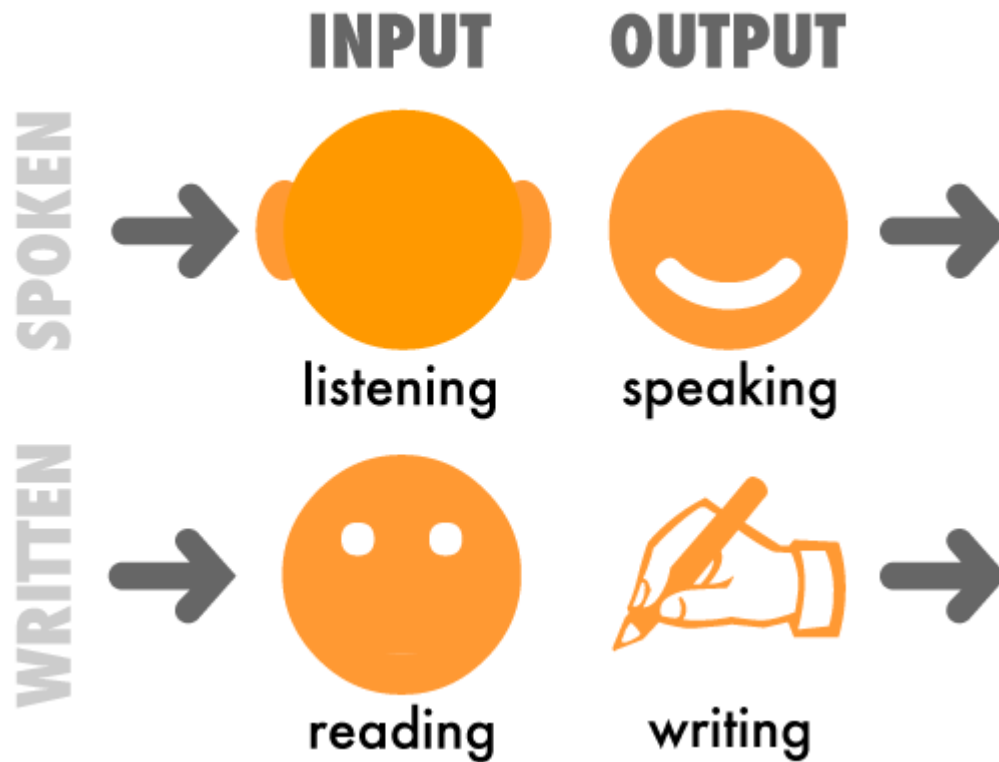 INPUT OUTPUT
SPOKEN
listening speaking
WRITTEN
reading writing